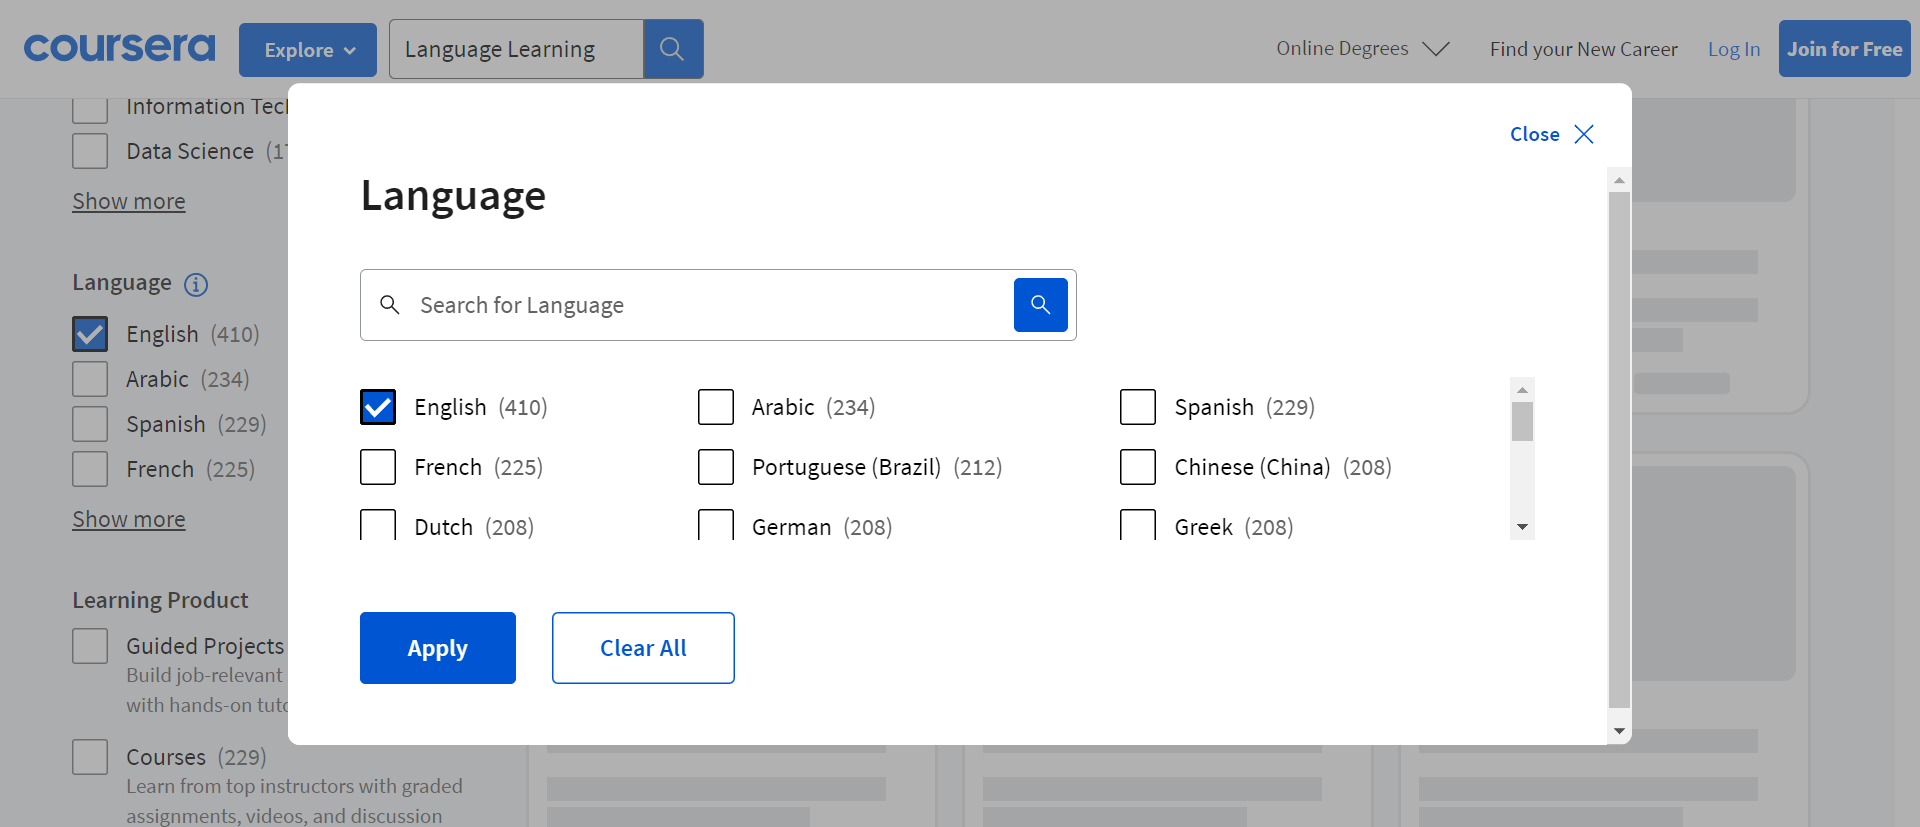 coursera Explore Language Learning Online Degrees Find your New Career Log In Join for Free
Information Tec
Data Science (1
Show more
Language
English (410)
Arabic (234)
Spanish (229)
French (225)
Show more
Learning Product
Guided Projects
Build job-relevant
with hands-on tut
Courses (229)
Learn from top instructors with graded
assignments, videos, and discussion
Close
Language
Search for Language
English (410) Arabic (234) Spanish (229)
French (225) Portuguese (Brazil) (212) Chinese (China) (208)
Dutch (208) German (208) Greek (208)
Apply Clear All